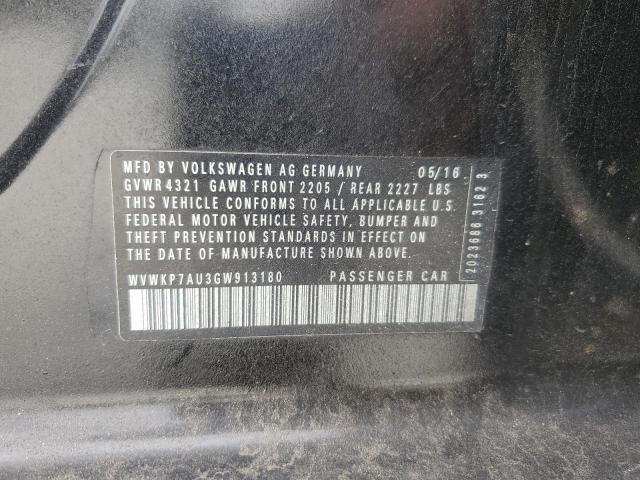 MFD BY VOLKSWAGEN AG GERMANY 05/16
GVWR 4321 GAWR FRONT 2205 / REAR 2227 LBS
THIS VEHICLE CONFORMS TO ALL APPLICABLE U.S.
FEDERAL MOTOR VEHICLE SAFETY, BUMPER AND
THEFT PREVENTION STANDARDS IN EFFECT ON
THE DATE OF MANUFACTURE SHOWN ABOVE.
WVWKP7AU3GW913180 PASSENGER CAR
2023686 3162 3